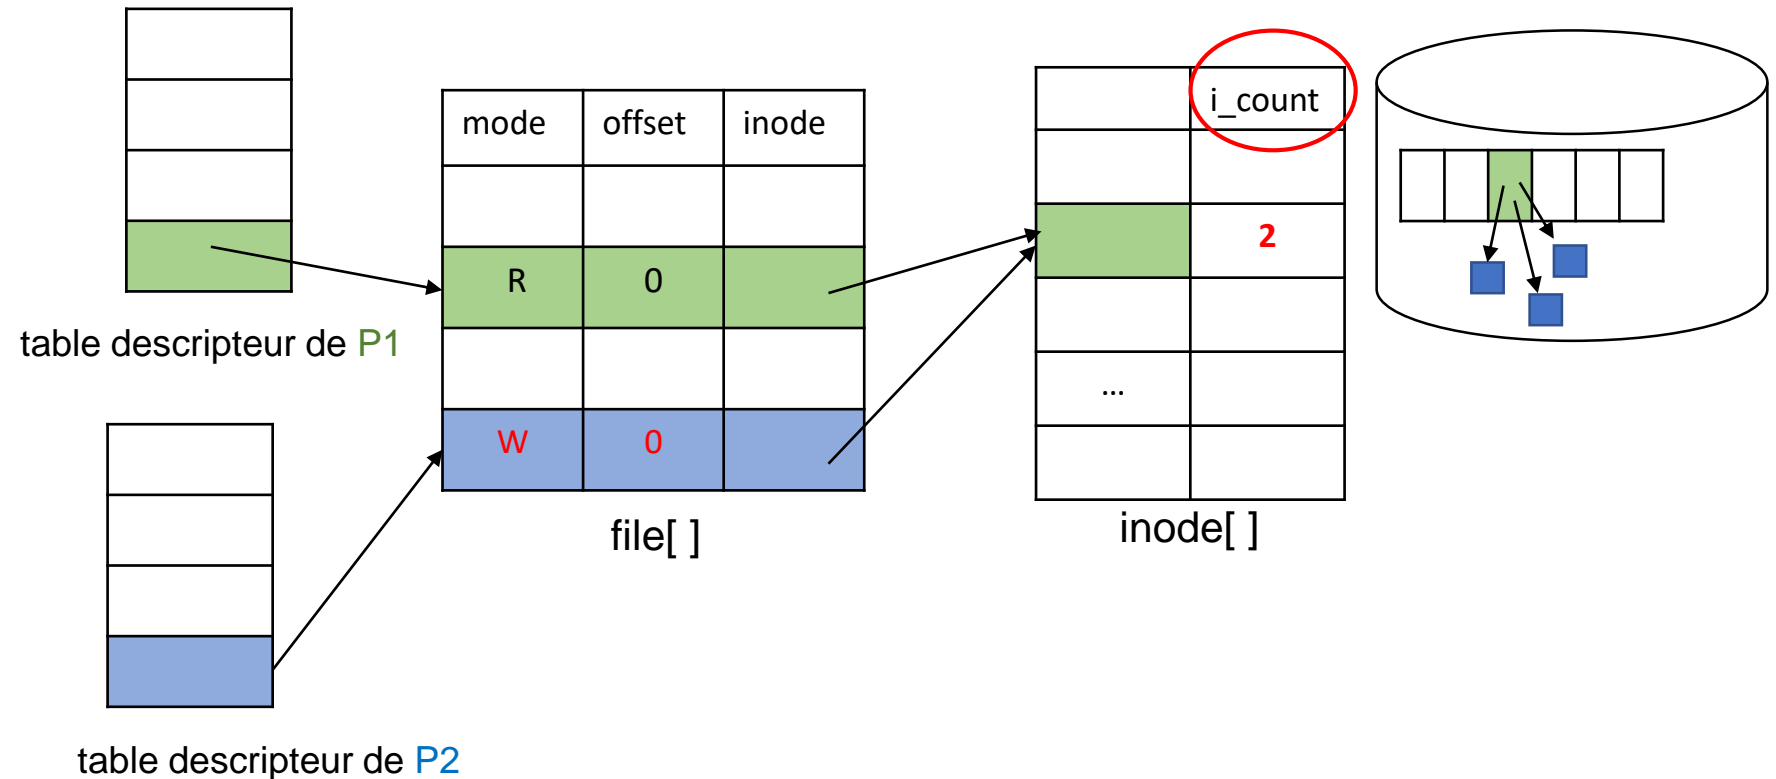 mode offset inode
R 0
W 0
file[ ]
table descripteur de P1
table descripteur de P2
i_count
2
...
inode[ ]